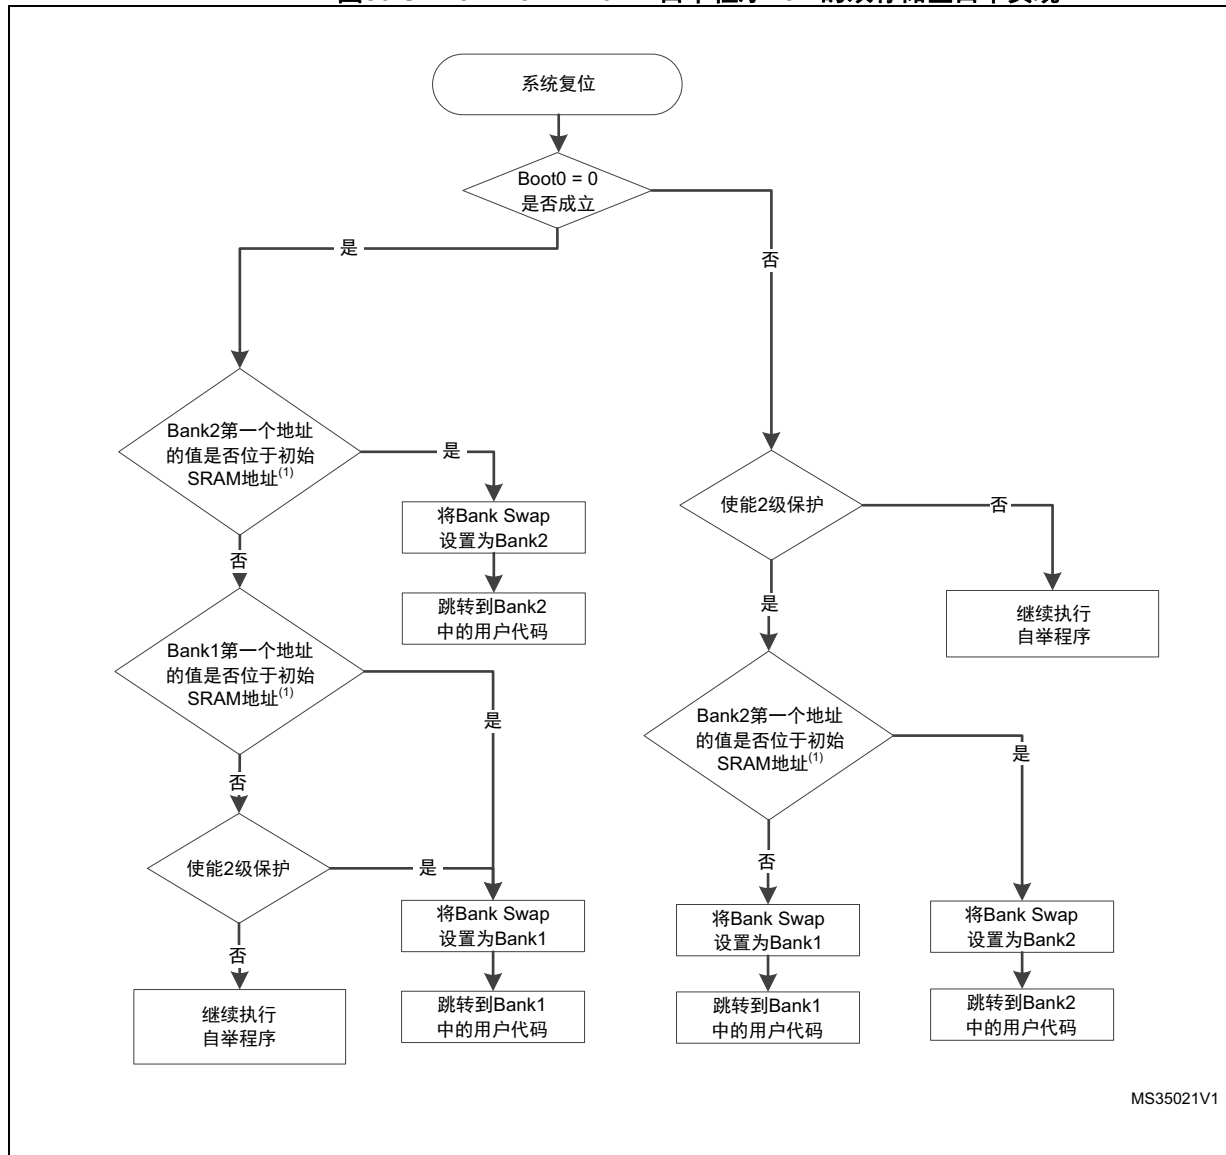 系统复位
Boot0 = 0
是否成立
是
否
Bank2第一个地址
的值是否位于初始
SRAM地址(1)
是
将Bank Swap
设置为Bank2
跳转到Bank2
中的用户代码
否
Bank1第一个地址
的值是否位于初始
SRAM地址(1)
是
否
使能2级保护
是
将Bank Swap
设置为Bank1
跳转到Bank1
中的用户代码
否
继续执行
自举程序
使能2级保护
否
继续执行
自举程序
是
Bank2第一个地址
的值是否位于初始
SRAM地址(1)
是
否
将Bank Swap
设置为Bank1
跳转到Bank1
中的用户代码
将Bank Swap
设置为Bank2
跳转到Bank2
中的用户代码
MS35021V1